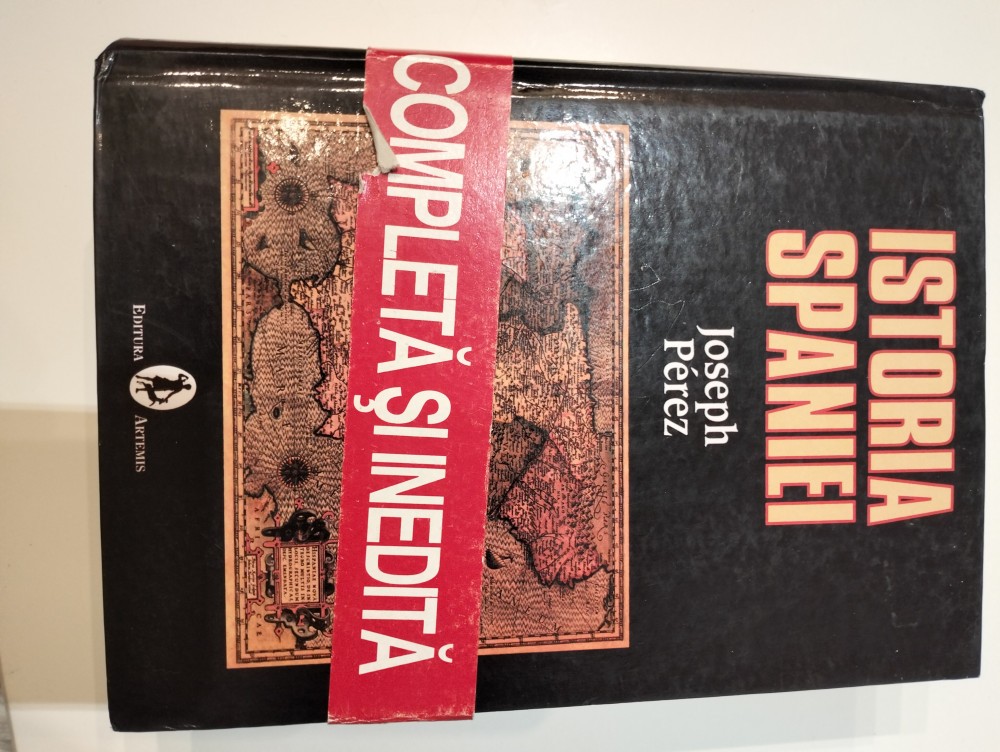 ISTORIA
SPANIEI
Joseph
Pérez
COMPLETĂ ŞI INEDITĂ
EDITURA ARTEMIS